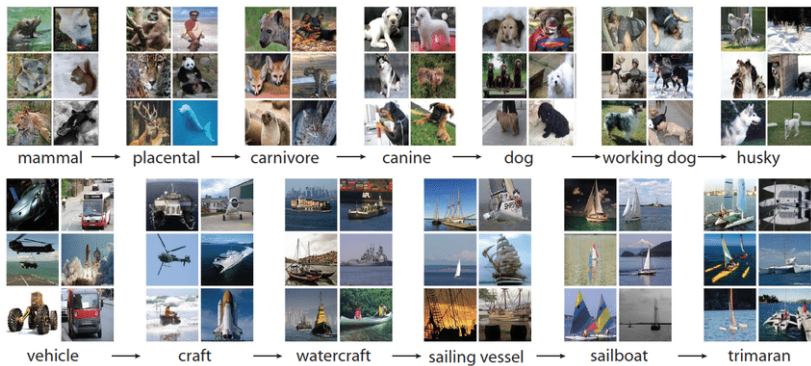 mammal placental carnivore canine dog working dog husky
vehicle craft watercraft sailing vessel sailboat trimaran